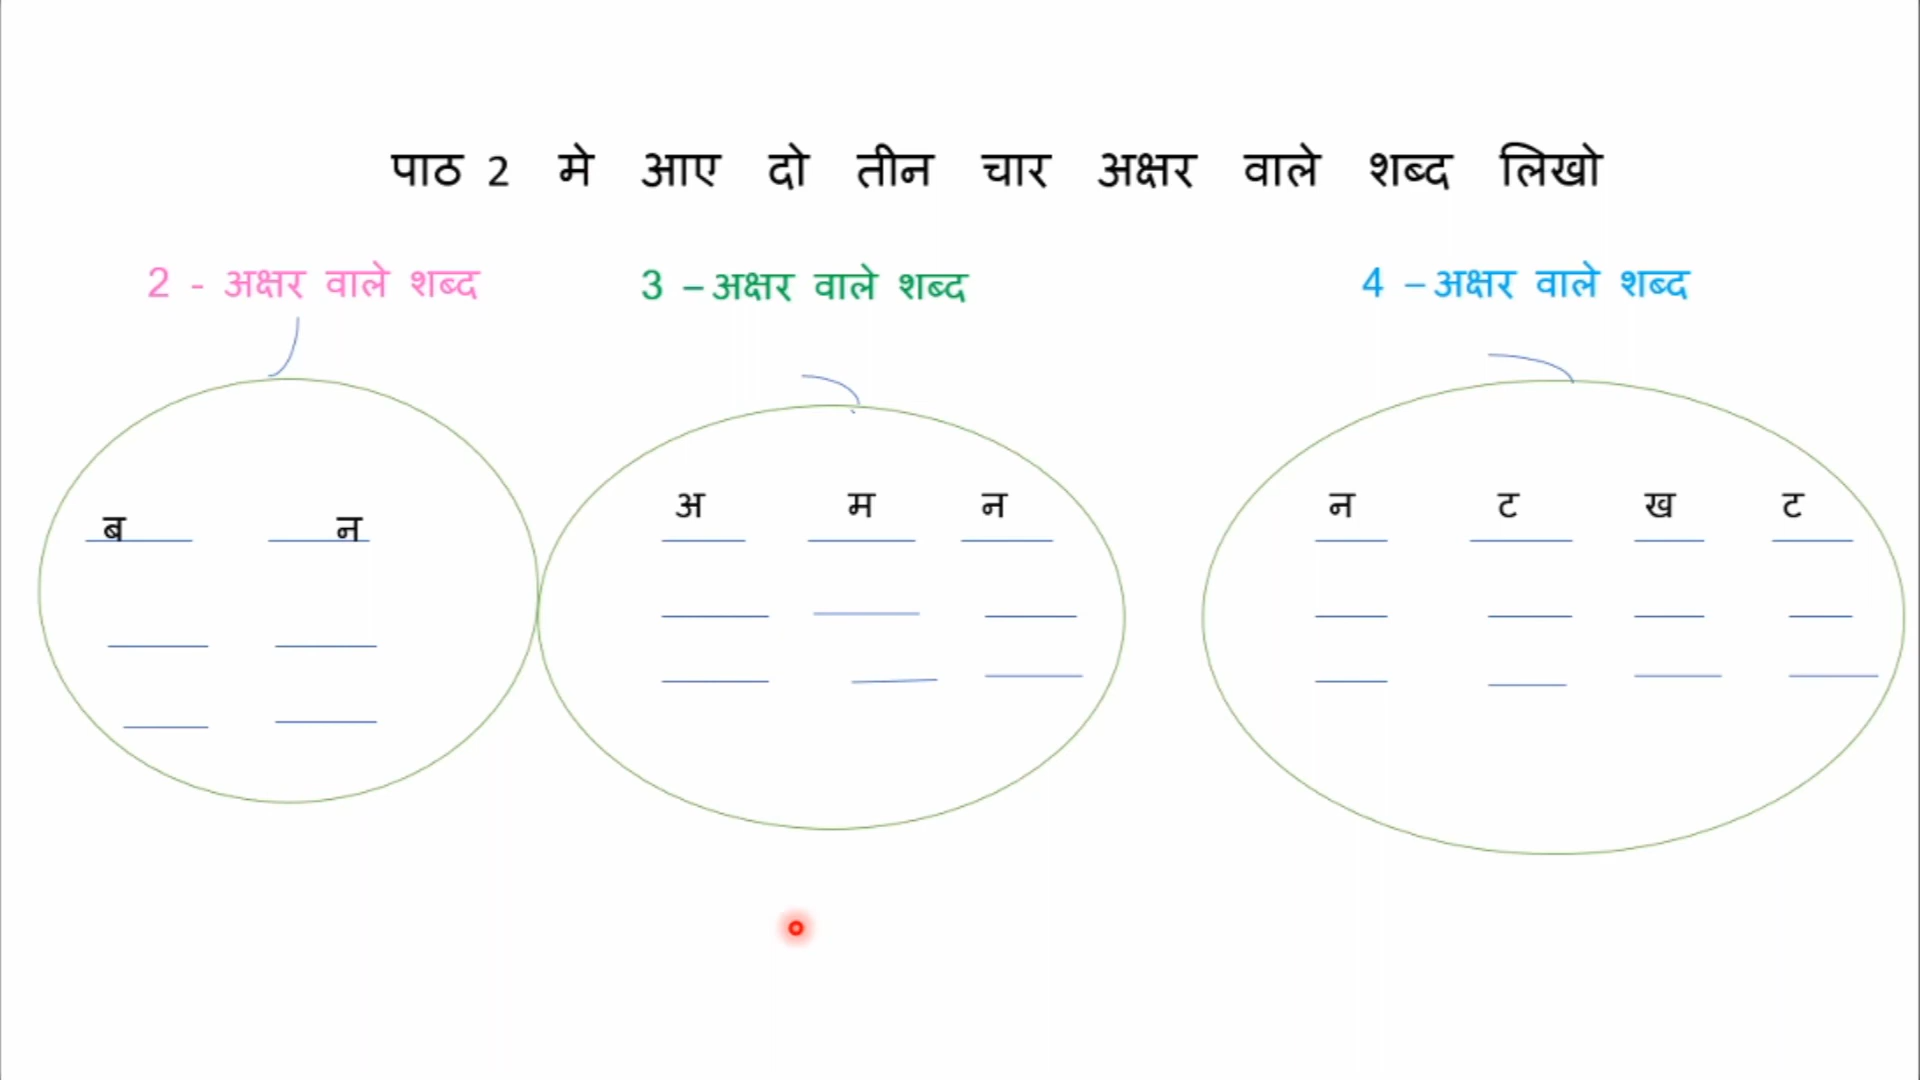 पाठ 2 मे आए दो तीन चार अक्षर वाले शब्द लिखो
2 - अक्षर वाले शब्द
3 – अक्षर वाले शब्द
4 – अक्षर वाले शब्द
ब न
अ म न
न ट ख ट